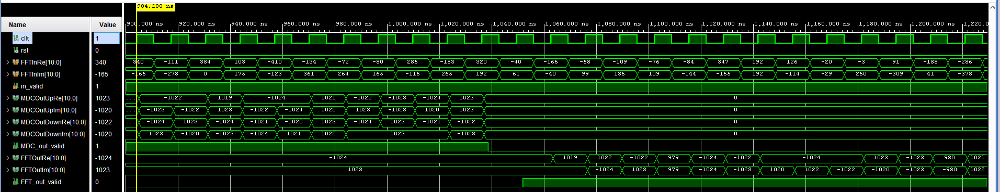 904.200 ns
Name Value
900.000 ns 920.000 ns 940.000 ns 960.000 ns 980.000 ns 1,000.000 ns 1,020.000 ns 1,040.000 ns 1,060.000 ns 1,080.000 ns 1,100.000 ns 1,120.000 ns 1,140.000 ns 1,160.000 ns 1,180.000 ns 1,200.000 ns 1,220.0
clk 1
rst 0
FFTInRe[10:0] 340 340 -111 384 103 -410 -134 -72 -80 285 -183 320 -40 -166 -58 -109 -76 -84 347 192 126 -20 -3 91 -188 -286
FFTInIm[10:0] -165 -165 -278 0 175 -123 361 264 165 -116 265 192 61 -40 99 136 109 -144 -165 192 -114 -29 250 -309 41 -378
in_valid 1
MDCOutUpRe[10:0] 1023 ... -1022 1019 -1024 1021 -1022 -1023 -1024 1023 0
MDCOutUpIm[10:0] -1020 ... -1023 -1022 1023 -1022 -1024 1022 1023 -1023 1020 1023 0
MDCOutDownRe[10:0] -1022 ... -1024 1023 -1024 -1021 -1020 1023 -1024 1023 -1021 -1022 0
MDCOutDownIm[10:0] -1020 ... 1023 -1020 -1023 -1024 1021 1022 1023 -1023 0
MDC_out_valid 1
FFTOutRe[10:0] -1024 -1024 1019 1022 -1022 979 -1024 -1022 -1024 1023 -1023 980 1021
FFTOutIm[10:0] 1023 1023 -1024 1023 979 -1024 -1023 1020 1022 -1022 -1020 -1023 -980 1022
FFT_out_valid 0